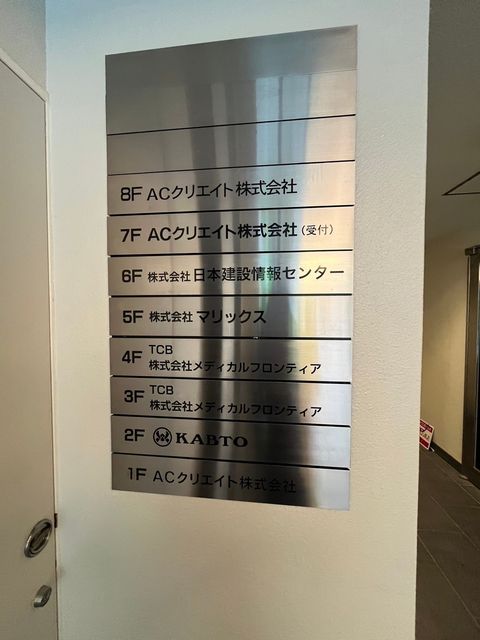 8F ACクリエイト株式会社
7F ACクリエイト株式会社(受付)
6F 株式会社 日本建設情報センター
5F 株式会社 マリックス
4F TCB
株式会社メディカルフロンティア
3F TCB
株式会社メディカルフロンティア
2F KABTO
1F ACクリエイト株式会社